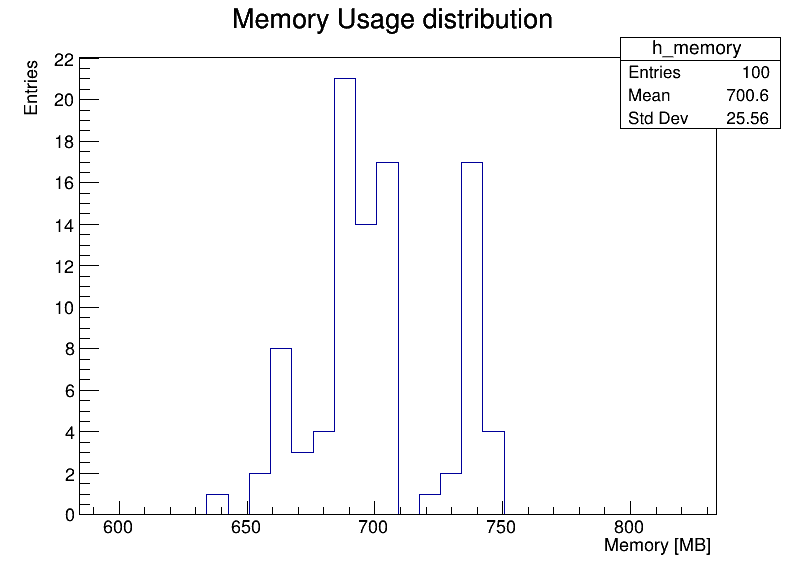 Memory Usage distribution
h_memory
Entries 100
Mean 700.6
Std Dev 25.56
Entries
22
20
18
16
14
12
10
8
6
4
2
0
600 650 700 750 800
Memory [MB]